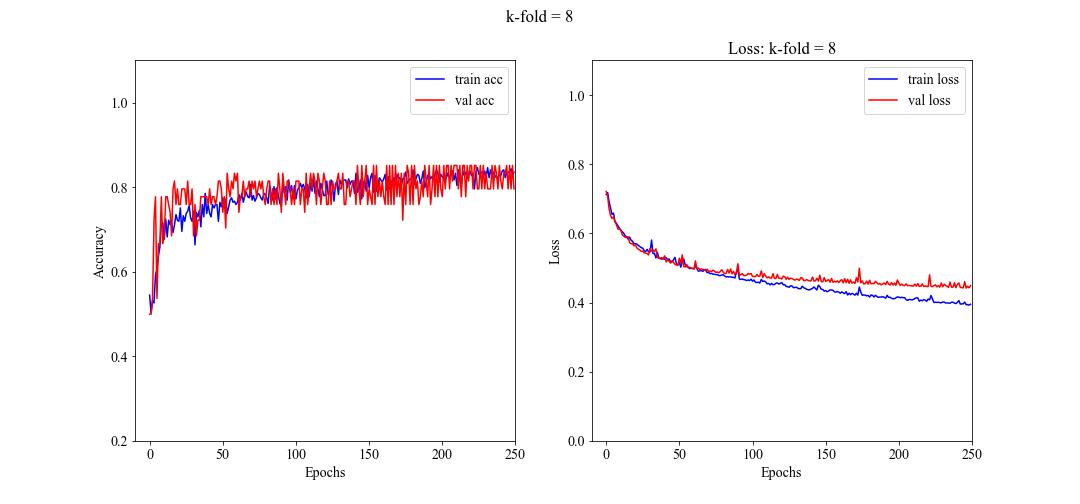 k-fold = 8
Accuracy
1.0
0.8
0.6
0.4
0.2
0
50
100
150
200
250
Epochs
train acc
val acc
Loss: k-fold = 8
Loss
1.0
0.8
0.6
0.4
0.2
0.0
0
50
100
150
200
250
Epochs
train loss
val loss